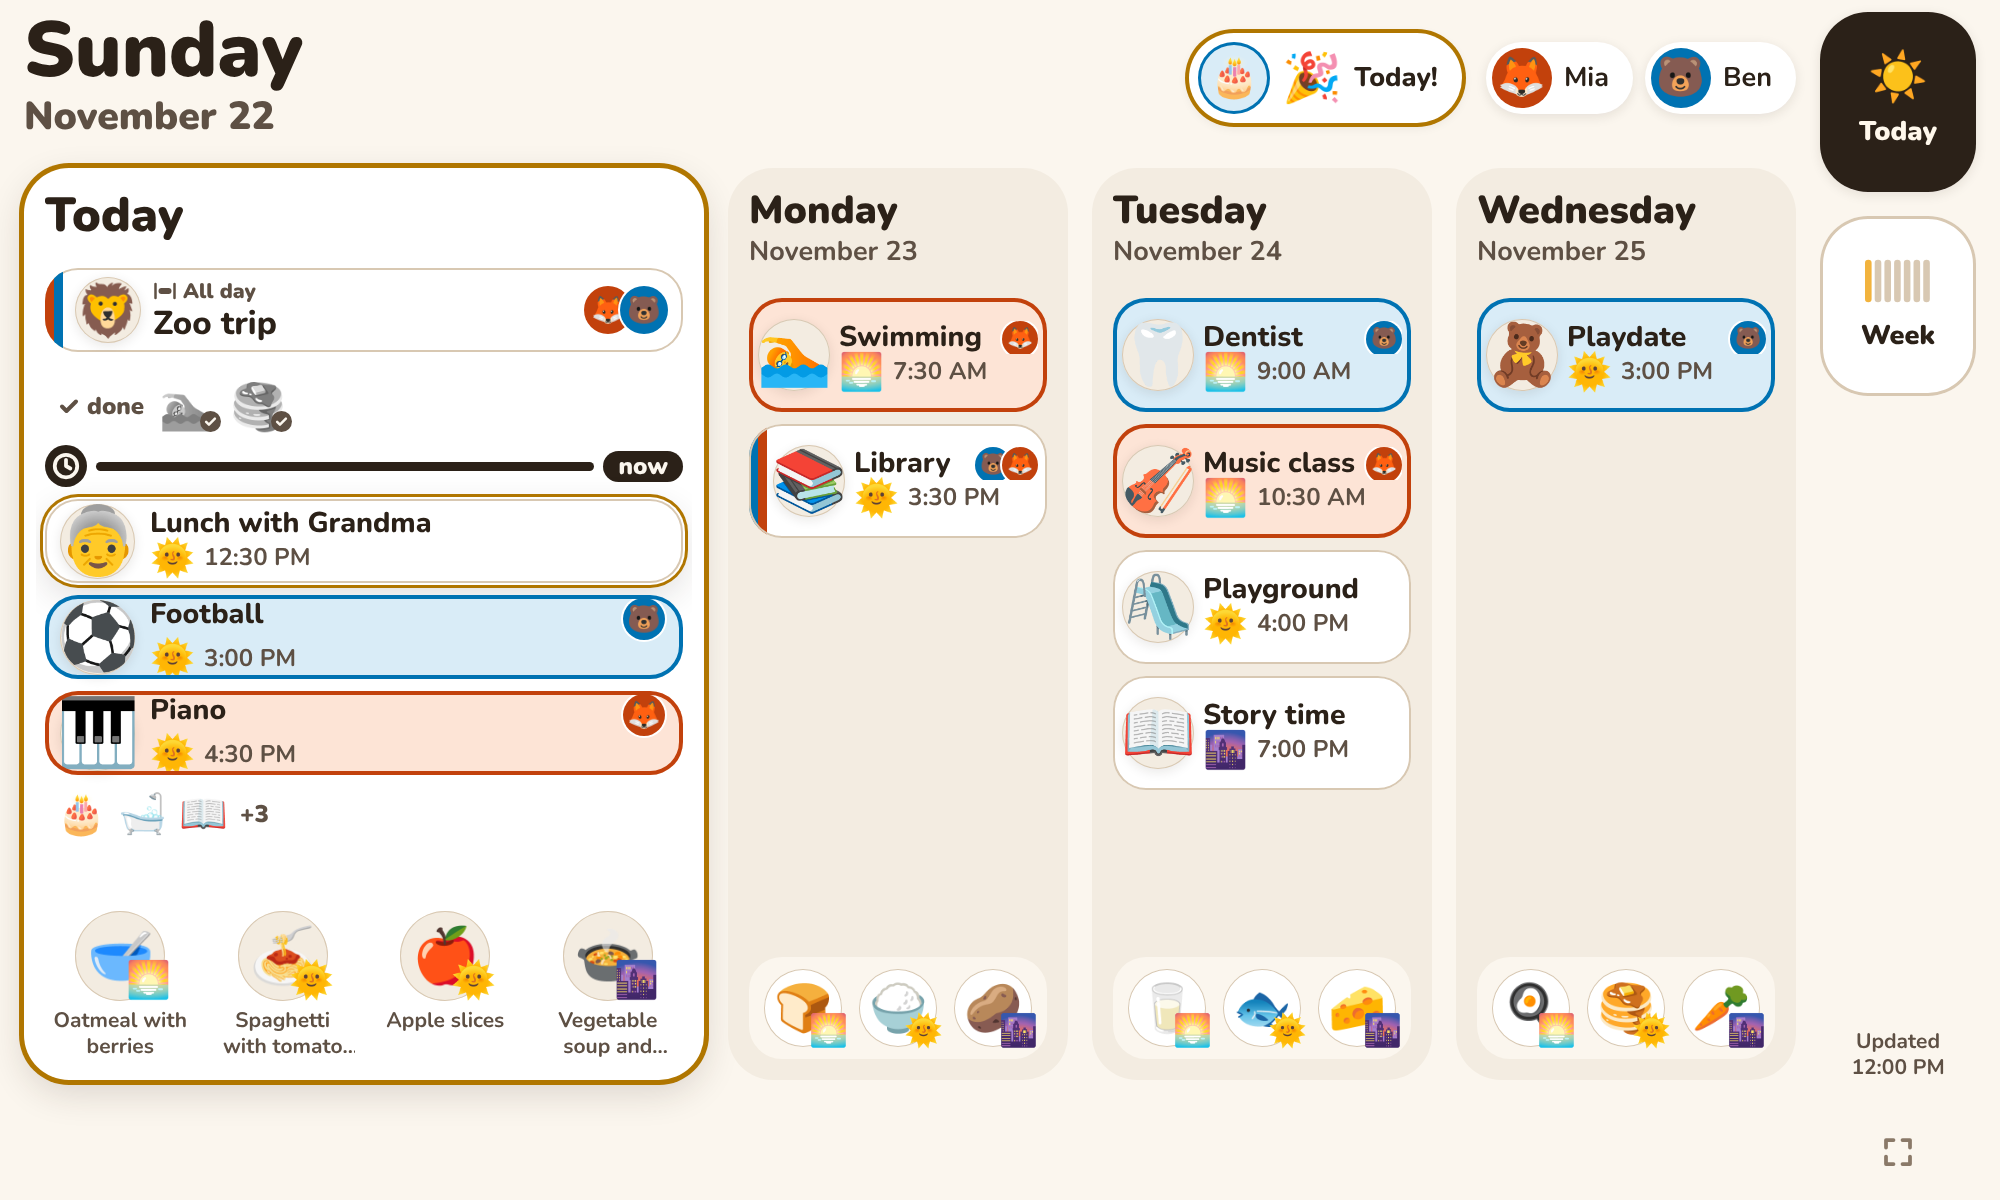 Sunday
November 22
Today!
Mia
Ben
Today
Week
Today
All day
Zoo trip
done
now
Lunch with Grandma
12:30 PM
Football
3:00 PM
Piano
4:30 PM
+3
Oatmeal with
berries
Spaghetti
with tomato...
Apple slices
Vegetable
soup and...
Monday
November 23
Swimming
7:30 AM
Library
3:30 PM
Tuesday
November 24
Dentist
9:00 AM
Music class
10:30 AM
Playground
4:00 PM
Story time
7:00 PM
Wednesday
November 25
Playdate
3:00 PM
Updated
12:00 PM